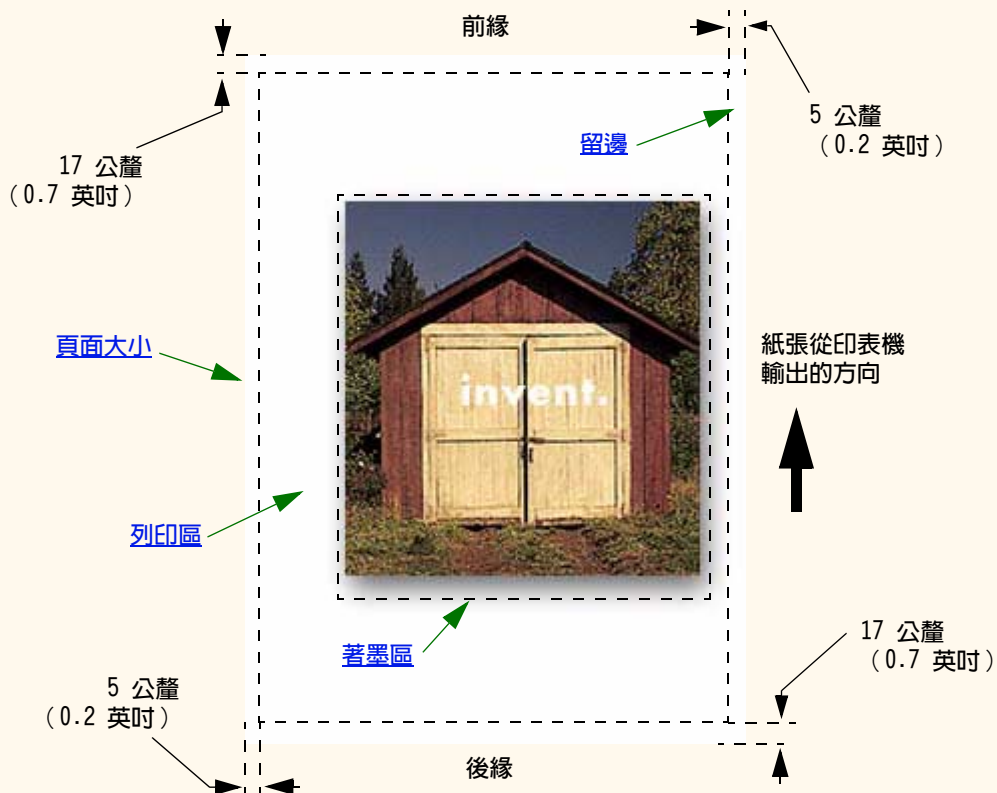 前緣
5 公釐
（0.2 英吋）
留邊
17 公釐
（0.7 英吋）
頁面大小
紙張從印表機
輸出的方向
invent.
列印區
著墨區
17 公釐
（0.7 英吋）
5 公釐
（0.2 英吋）
後緣